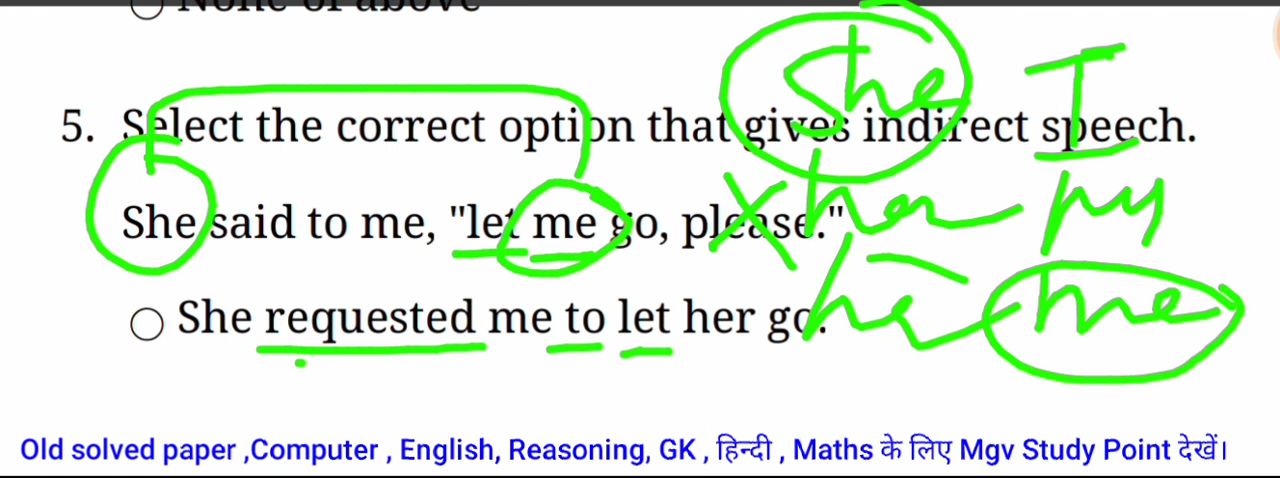 None of above
She I
5. Select the correct option that gives indirect speech.
her my
She said to me, "let me go, please."
her me
She requested me to let her go.
Old solved paper ,Computer , English, Reasoning, GK , हिन्दी , Maths के लिए Mgv Study Point देखें।